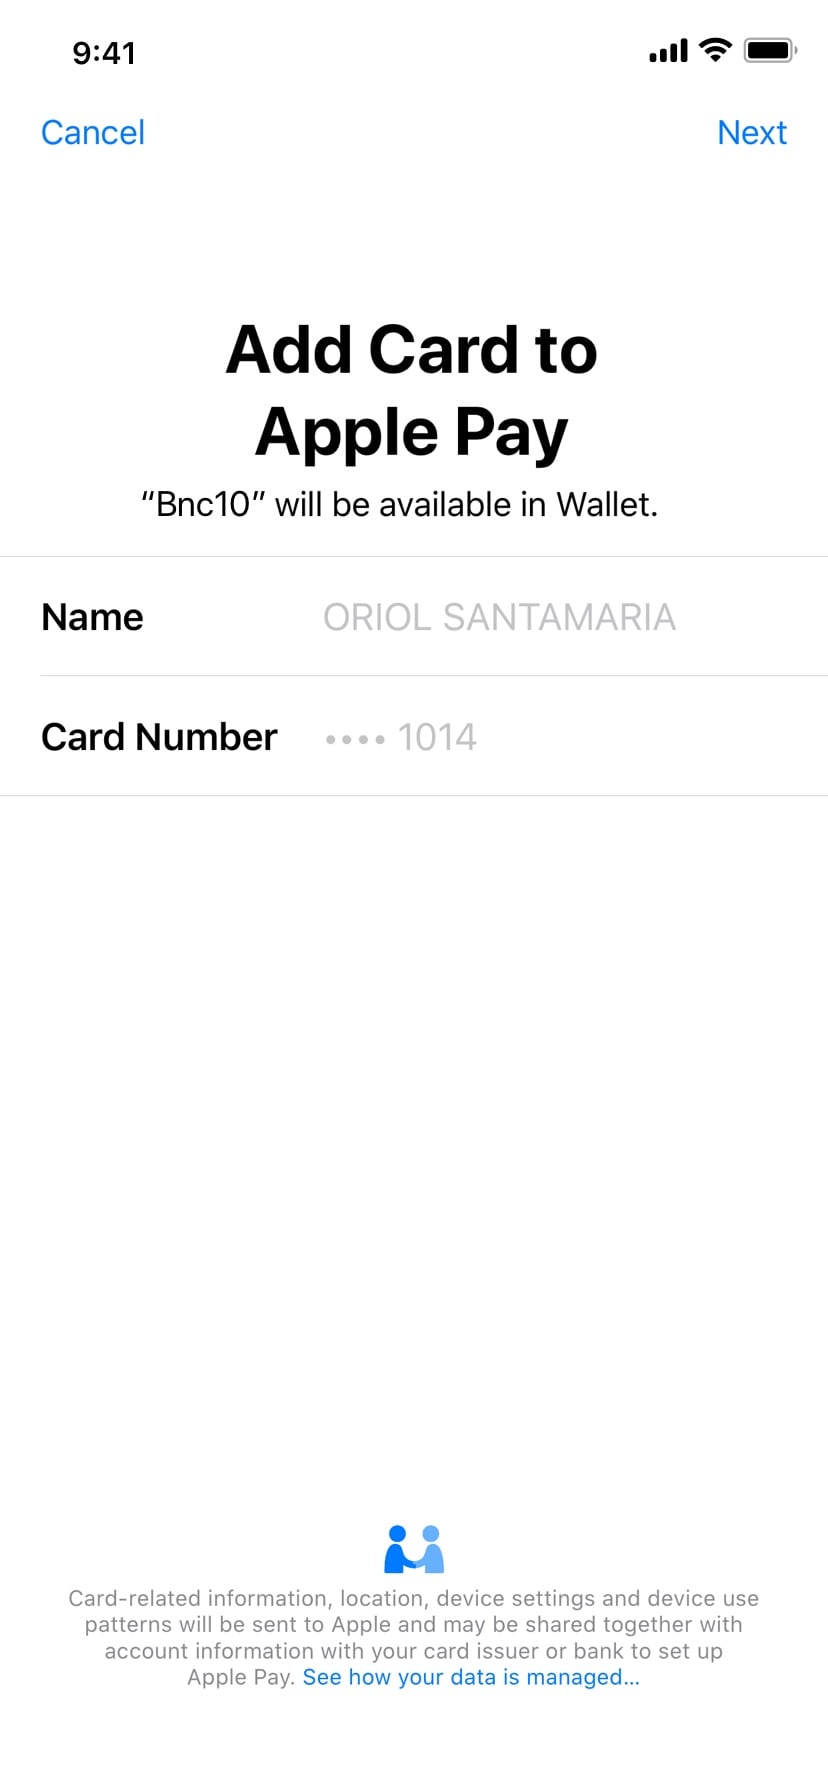 9:41
Cancel
Next
Add Card to
Apple Pay
“Bnc10” will be available in Wallet.
Name ORIOL SANTAMARIA
Card Number •••• 1014
Card-related information, location, device settings and device use
patterns will be sent to Apple and may be shared together with
account information with your card issuer or bank to set up
Apple Pay. See how your data is managed...